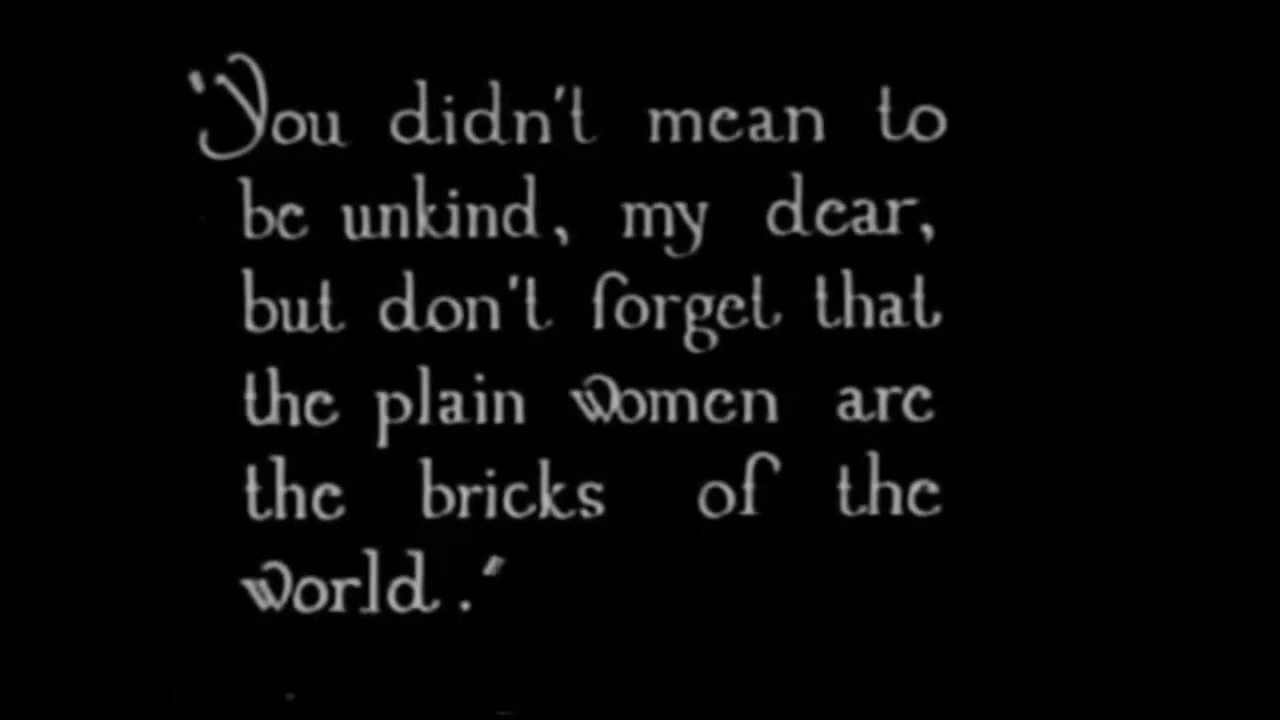 "You didn't mean to
be unkind, my dear,
but don't forget that
the plain women are
the bricks of the
world."